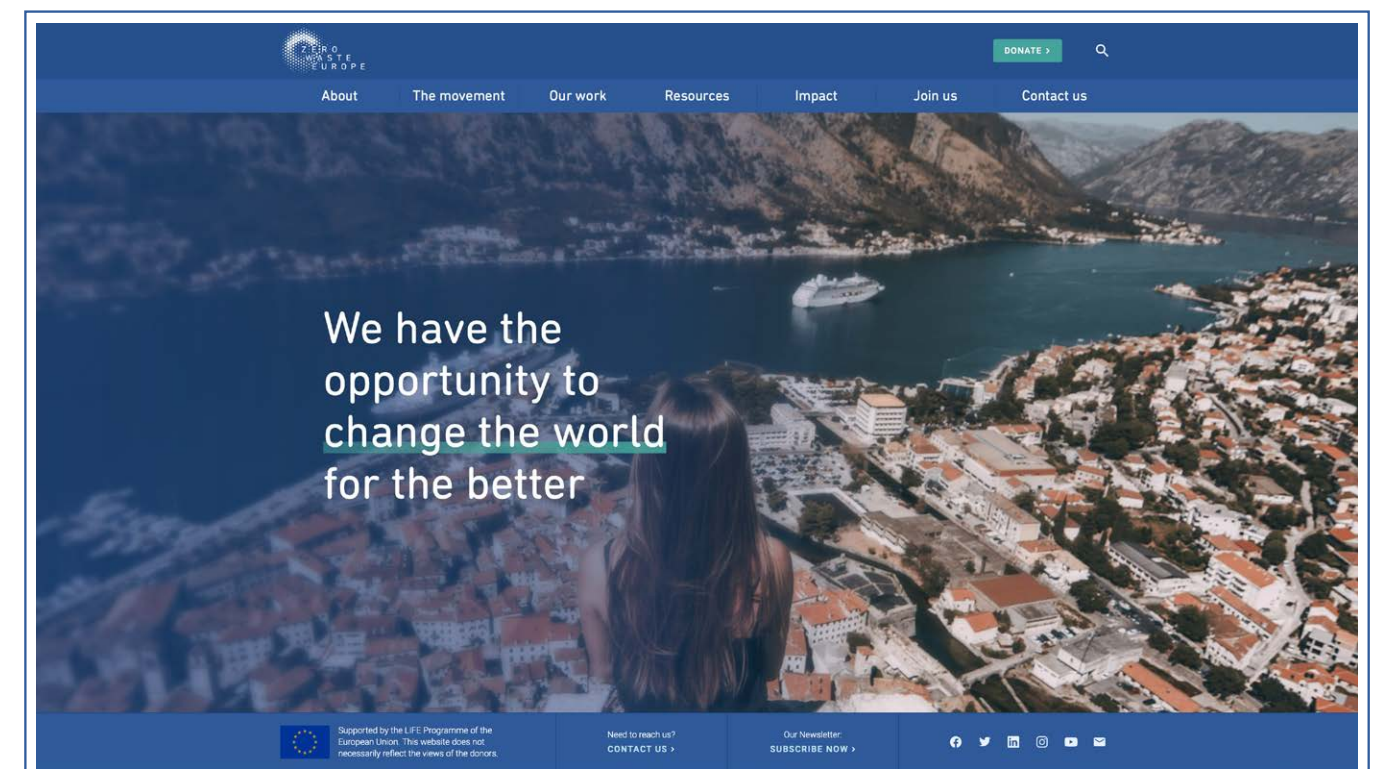 ZERO
WASTE
EUROPE
DONATE >
About The movement Our work Resources Impact Join us Contact us
We have the
opportunity to
change the world
for the better
Supported by the LIFE Programme of the
European Union. This website does not
necessarily reflect the views of the donors.
Need to reach us?
CONTACT US >
Our Newsletter:
SUBSCRIBE NOW >